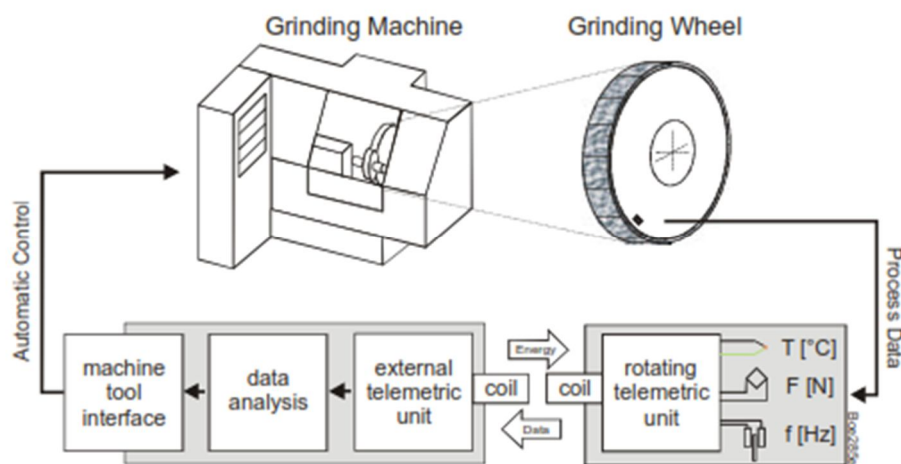 Grinding Machine
Grinding Wheel
Automatic Control
Process Data
machine
tool
interface
data
analysis
external
telemetric
unit
coil
Energy
Data
coil
rotating
telemetric
unit
T [°C]
F [N]
f [Hz]